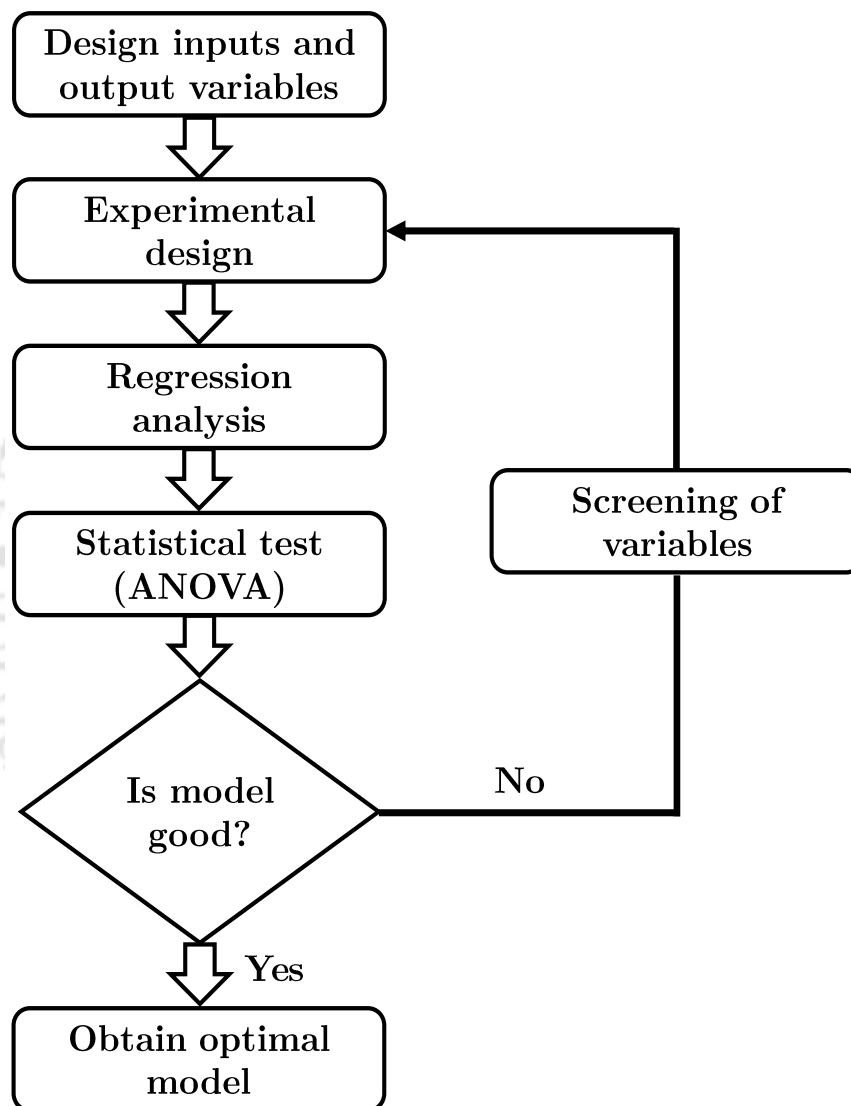 Design inputs and
output variables
Experimental
design
Regression
analysis
Statistical test
(ANOVA)
Screening of
variables
Is model
good?
No
Yes
Obtain optimal
model